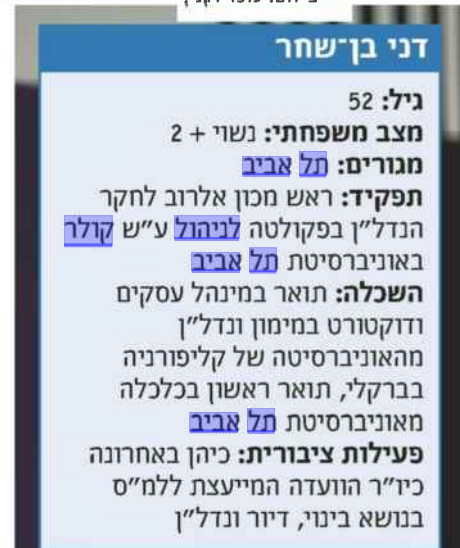 דני בן־שחר
גיל: 52
מצב משפחתי: נשוי + 2
מגורים: תל אביב
תפקיד: ראש מכון אלרוב לחקר
הנדל״ן בפקולטה לניהול ע״ש קולר
באוניברסיטת תל אביב
השכלה: תואר במינהל עסקים
ודוקטורט במימון ונדל״ן
מהאוניברסיטה של קליפורניה
בברקלי, תואר ראשון בכלכלה
מאוניברסיטת תל אביב
פעילות ציבורית: כיהן באחרונה
כיו״ר הוועדה המייעצת ללמ״ס
בנושא בינוי, דיור ונדל״ן